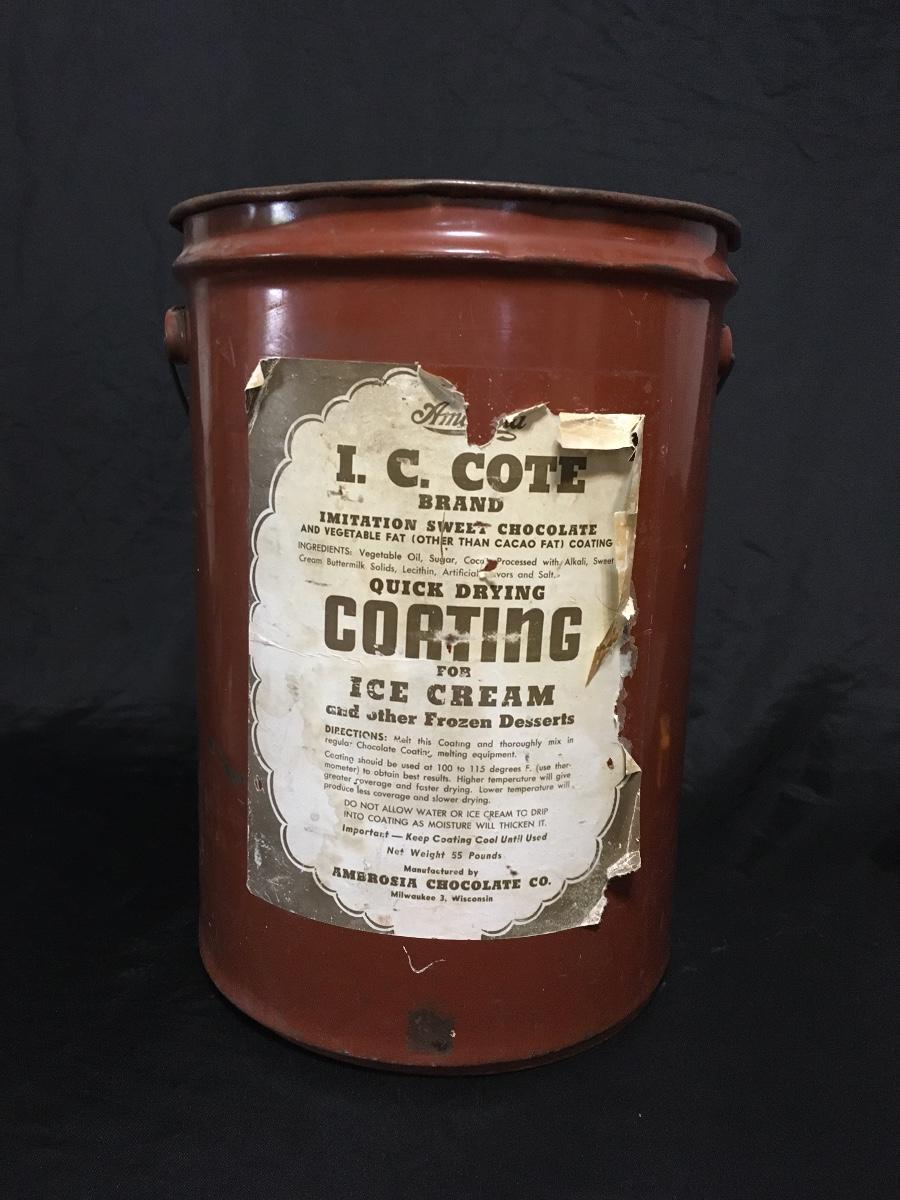 I. C. COTE
BRAND
IMITATION SWEET CHOCOLATE
AND VEGETABLE FAT (OTHER THAN CACAO FAT) COATING
INGREDIENTS: Vegetable Oil, Sugar, Processed with Alkali, Sweet
Cream Buttermilk Solids, Lecithin, Artificial and Salt.
QUICK DRYING
COATING
FOR
ICE CREAM
and other Frozen Desserts
DIRECTIONS: Melt this Coating and thoroughly mix in
regular Chocolate Coating melting equipment.
Coating should be used at 100 to 115 degrees F. (use ther-
mometer) to obtain best results. Higher temperature will give
greater coverage and faster drying. Lower temperature will
produce less coverage and slower drying.
DO NOT ALLOW WATER OR ICE CREAM TO DRIP
INTO COATING AS MOISTURE WILL THICKEN IT.
Important — Keep Coating Cool Until Used
Net Weight 55 Pounds
Manufactured by
AMBROSIA CHOCOLATE CO.
Milwaukee 3, Wisconsin